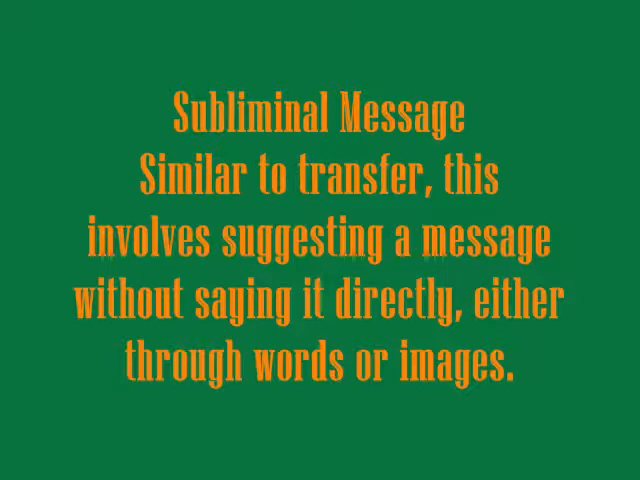 Subliminal Message
Similar to transfer, this
involves suggesting a message
without saying it directly, either
through words or images.